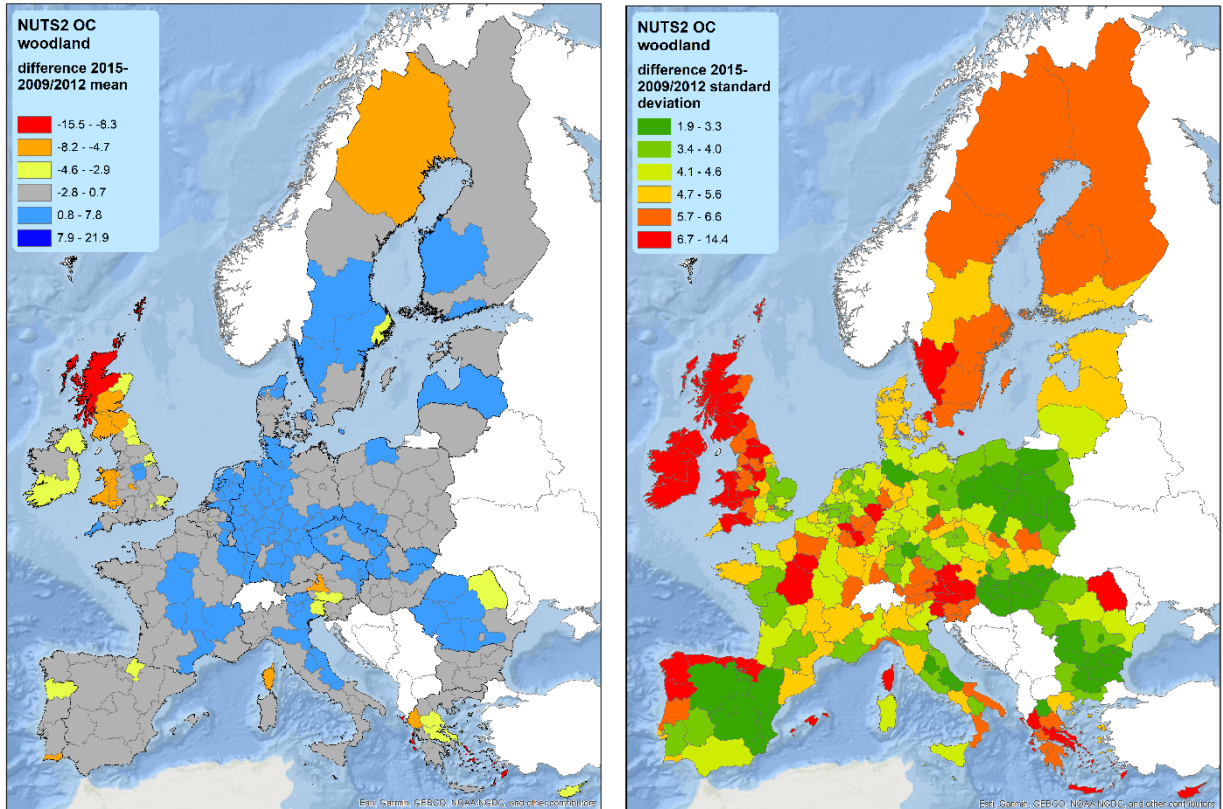 NUTS2 OC
woodland
difference 2015-
2009/2012 mean
-15.5 - -8.3
-8.2 - -4.7
-4.6 - -2.9
-2.8 - 0.7
0.8 - 7.8
7.9 - 21.9
Esri, Garmin, GEBCO, NOAA NGDC, and other contributors
NUTS2 OC
woodland
difference 2015-
2009/2012 standard
deviation
1.9 - 3.3
3.4 - 4.0
4.1 - 4.6
4.7 - 5.6
5.7 - 6.6
6.7 - 14.4
Esri, Garmin, GEBCO, NOAA NGDC, and other contributors